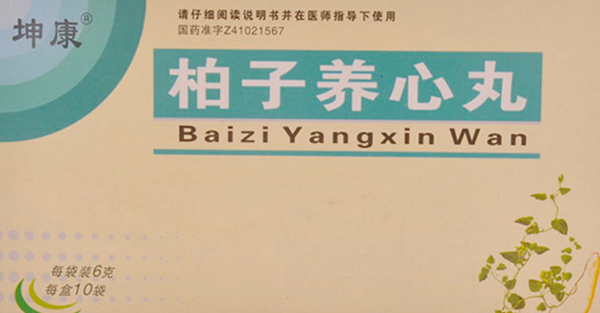 坤康®
请仔细阅读说明书并在医师指导下使用
国药准字Z41021567
柏子养心丸
Baizi Yangxin Wan
每袋装6克
每盒10袋